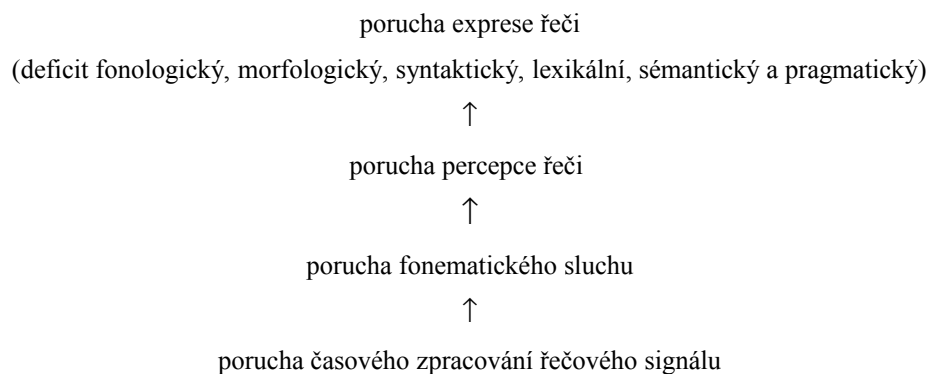 porucha exprese řeči
(deficit fonologický, morfologický, syntaktický, lexikální, sémantický a pragmatický)
↑
porucha percepce řeči
↑
porucha fonematického sluchu
↑
porucha časového zpracování řečového signálu